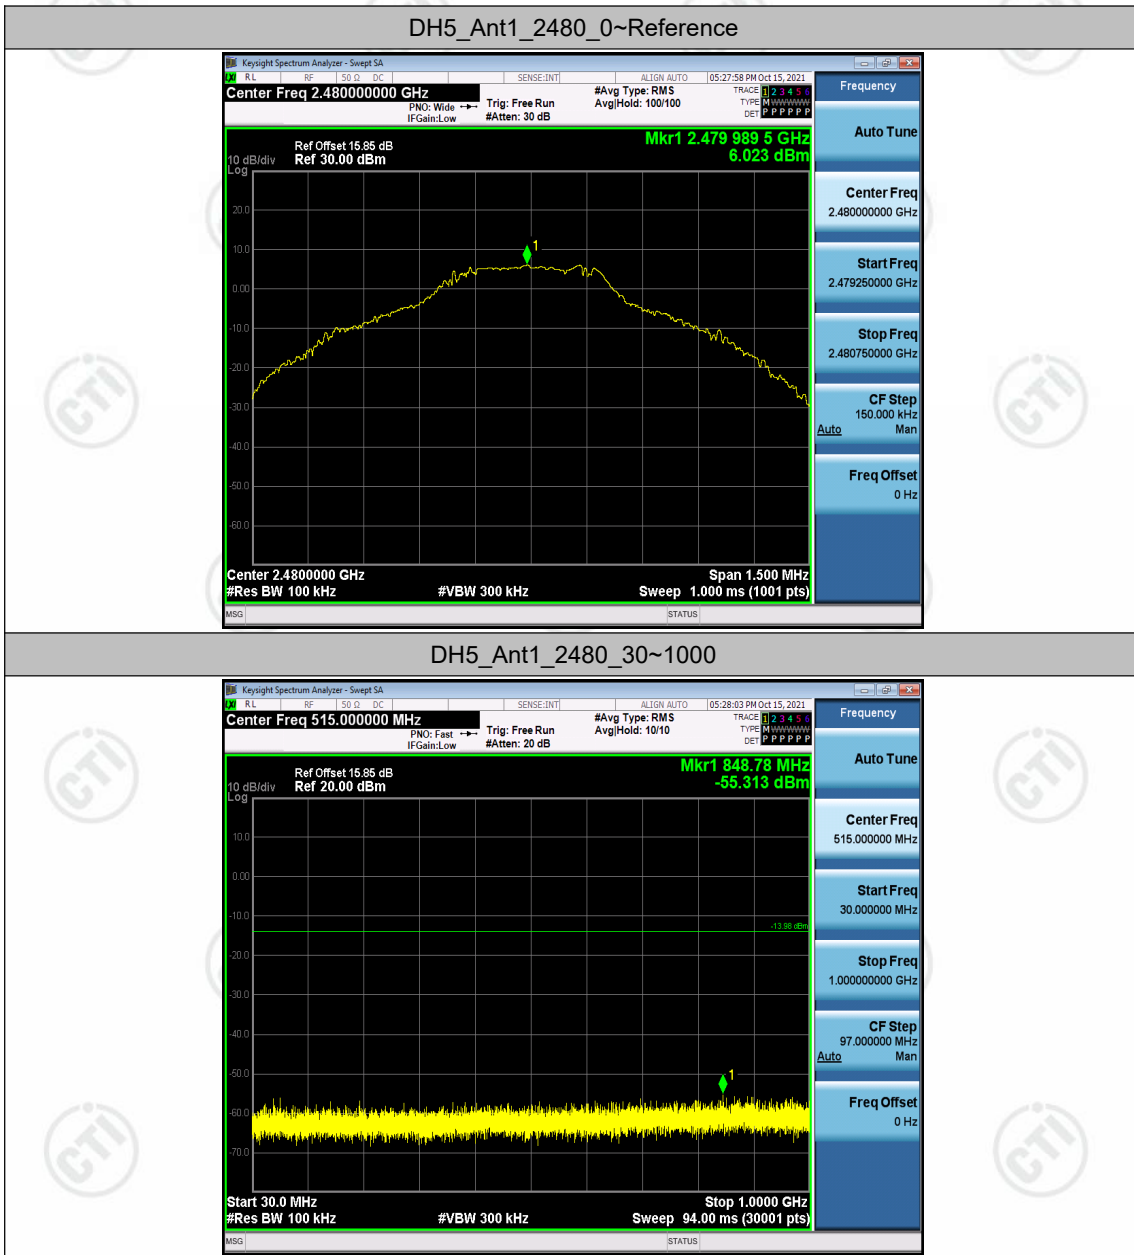 DH5_Ant1_2480_0~Reference
Keysight Spectrum Analyzer - Swept SA
LXI RL RF 50 Ω DC SENSE:INT ALIGN AUTO 05:27:58 PM Oct 15, 2021
Center Freq 2.480000000 GHz
PNO: Wide
IFGain:Low
Trig: Free Run
#Atten: 30 dB
#Avg Type: RMS
Avg|Hold: 100/100
TRACE 1 2 3 4 5 6
TYPE M WWWWW
DET P P P P P P
Mkr1 2.479 989 5 GHz
6.023 dBm
Ref Offset 15.85 dB
10 dB/div Ref 30.00 dBm
Log
20.0
10.0
0.00
-10.0
-20.0
-30.0
-40.0
-50.0
-60.0
1
Center 2.4800000 GHz Span 1.500 MHz
#Res BW 100 kHz #VBW 300 kHz Sweep 1.000 ms (1001 pts)
MSG STATUS
Frequency
Auto Tune
Center Freq
2.480000000 GHz
Start Freq
2.479250000 GHz
Stop Freq
2.480750000 GHz
CF Step
150.000 kHz
Auto Man
Freq Offset
0 Hz
DH5_Ant1_2480_30~1000
Keysight Spectrum Analyzer - Swept SA
LXI RL RF 50 Ω DC SENSE:INT ALIGN AUTO 05:28:03 PM Oct 15, 2021
Center Freq 515.000000 MHz
PNO: Fast
IFGain:Low
Trig: Free Run
#Atten: 20 dB
#Avg Type: RMS
Avg|Hold: 10/10
TRACE 1 2 3 4 5 6
TYPE M WWWWW
DET P P P P P P
Mkr1 848.78 MHz
-55.313 dBm
Ref Offset 15.85 dB
10 dB/div Ref 20.00 dBm
Log
10.0
0.00
-10.0
-20.0
-30.0
-40.0
-50.0
-60.0
-70.0
-13.98 dBm
1
Start 30.0 MHz Stop 1.0000 GHz
#Res BW 100 kHz #VBW 300 kHz Sweep 94.00 ms (30001 pts)
MSG STATUS
Frequency
Auto Tune
Center Freq
515.000000 MHz
Start Freq
30.000000 MHz
Stop Freq
1.000000000 GHz
CF Step
97.000000 MHz
Auto Man
Freq Offset
0 Hz
CTI
CTI
CTI
CTI
CTI
CTI